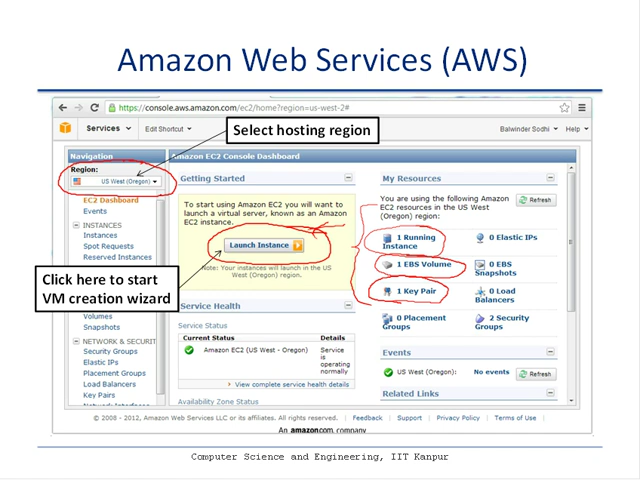 Amazon Web Services (AWS)
https://console.aws.amazon.com/ec2/home?region=us-west-2#
Services
Edit Shortcut
Balwinder Sodhi
Help
Select hosting region
Navigation
Region:
US West (Oregon)
EC2 Dashboard
Events
INSTANCES
Instances
Spot Requests
Reserved Instances
Click here to start
VM creation wizard
Volumes
Snapshots
NETWORK & SECURIT
Security Groups
Elastic IPs
Placement Groups
Load Balancers
Key Pairs
Network Interfaces
Amazon EC2 Console Dashboard
Getting Started
To start using Amazon EC2 you will want to
launch a virtual server, known as an Amazon
EC2 instance.
Launch Instance
Note: Your instances will launch in the US
West (Oregon) region.
Service Health
Service Status
Current Status
Details
Amazon EC2 (US West - Oregon)
Service
is
operating
normally
View complete service health details
Availability Zone Status
My Resources
You are using the following Amazon
EC2 resources in the US West
(Oregon) region:
Refresh
1 Running
Instance
0 Elastic IPs
1 EBS Volume
0 EBS
Snapshots
1 Key Pair
0 Load
Balancers
0 Placement
Groups
2 Security
Groups
Events
US West (Oregon):
No events
Refresh
Related Links
© 2008 - 2012, Amazon Web Services LLC or its affiliates. All rights reserved.
Feedback
Support
Privacy Policy
Terms of Use
An amazon.com. company
Computer Science and Engineering, IIT Kanpur